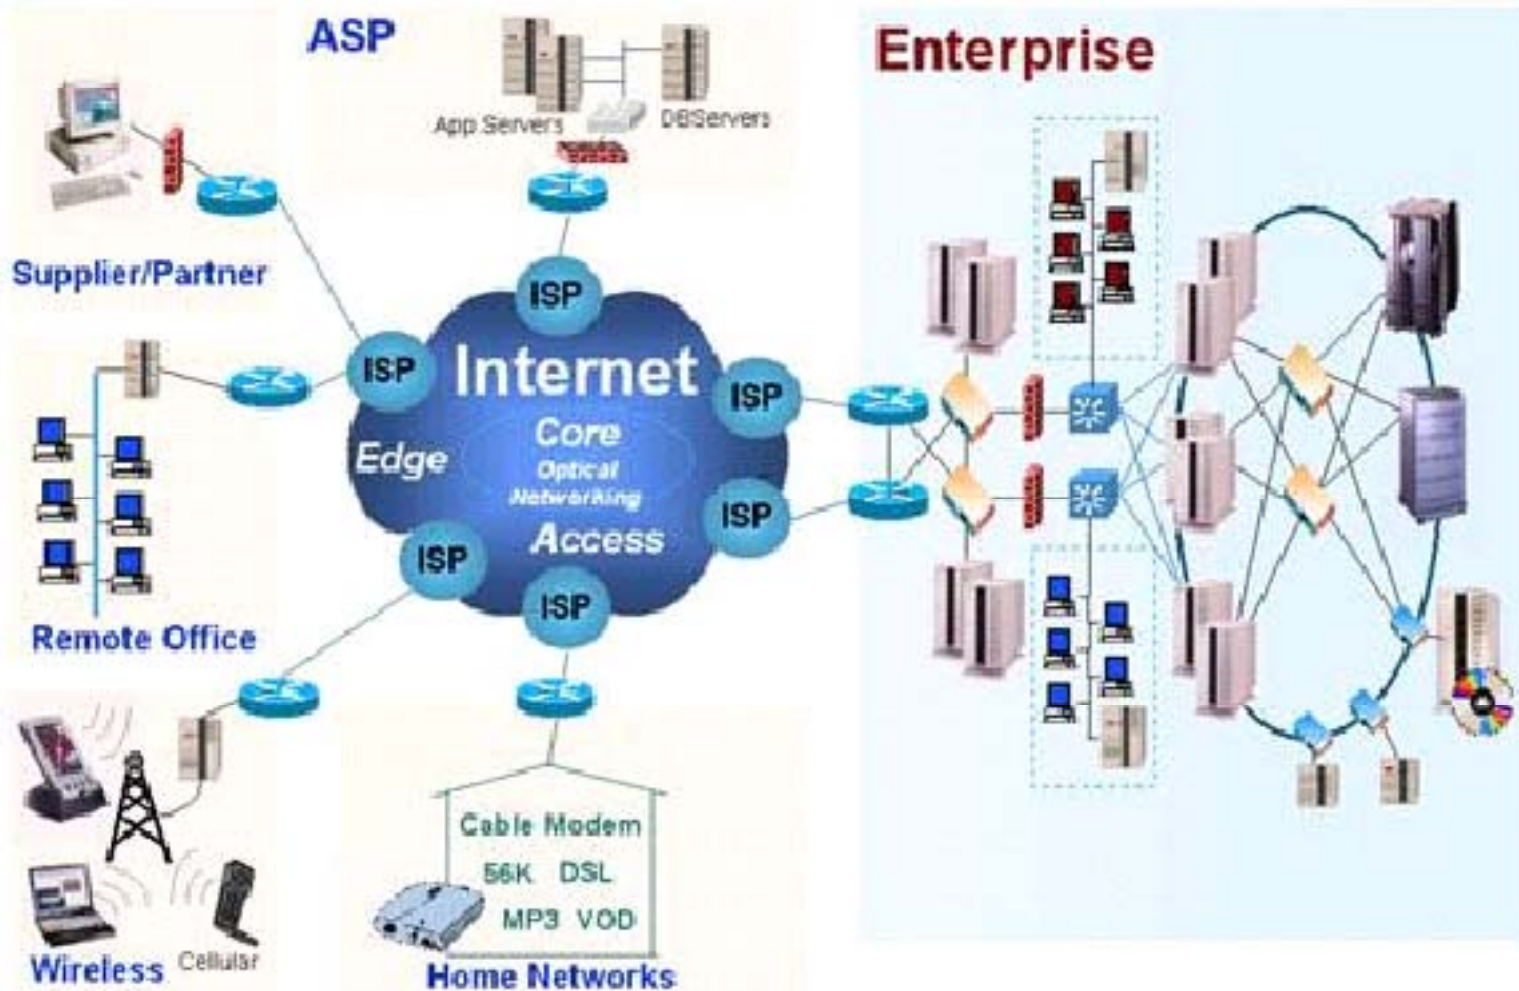 ASP
Enterprise
App Servers
DBServers
Supplier/Partner
ISP
ISP
Internet
ISP
Core
Edge
Optical
Networking
ISP
Access
ISP
ISP
Remote Office
Cable Modem
56K DSL
MP3 VOD
Wireless
Cellular
Home Networks